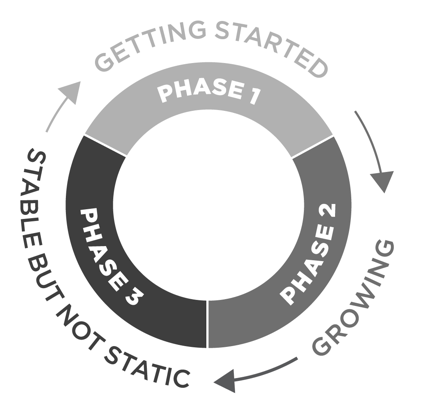 GETTING STARTED
PHASE 1
PHASE 2
GROWING
PHASE 3
STABLE BUT NOT STATIC